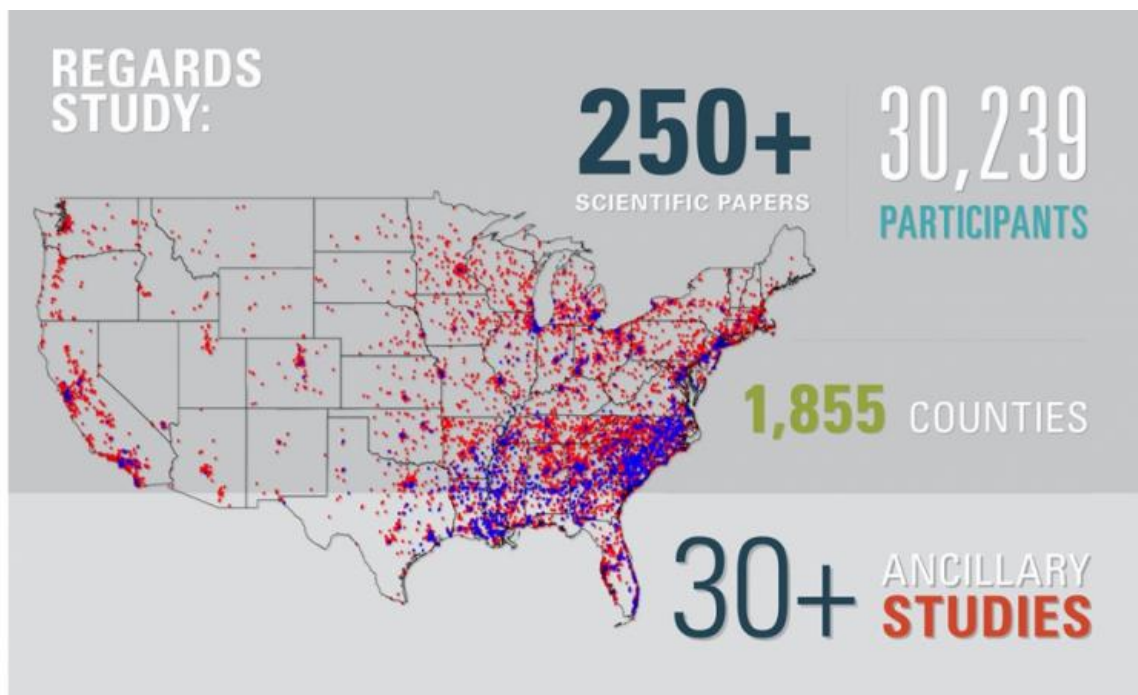 REGARDS
STUDY:
250+
SCIENTIFIC PAPERS
30,239
PARTICIPANTS
1,855 COUNTIES
30+
ANCILLARY
STUDIES